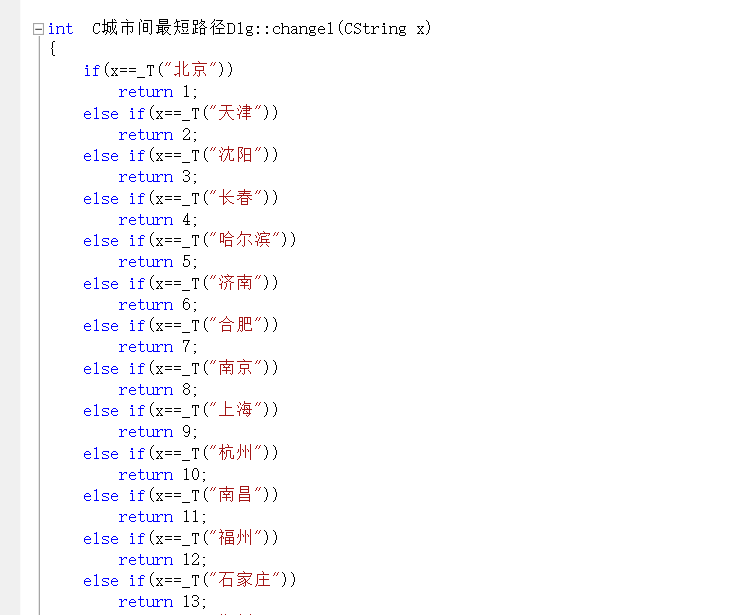 int  C城市间最短路径Dlg::change1(CString x)
{
    if(x==_T("北京"))
        return 1;
    else if(x==_T("天津"))
        return 2;
    else if(x==_T("沈阳"))
        return 3;
    else if(x==_T("长春"))
        return 4;
    else if(x==_T("哈尔滨"))
        return 5;
    else if(x==_T("济南"))
        return 6;
    else if(x==_T("合肥"))
        return 7;
    else if(x==_T("南京"))
        return 8;
    else if(x==_T("上海"))
        return 9;
    else if(x==_T("杭州"))
        return 10;
    else if(x==_T("南昌"))
        return 11;
    else if(x==_T("福州"))
        return 12;
    else if(x==_T("石家庄"))
        return 13;